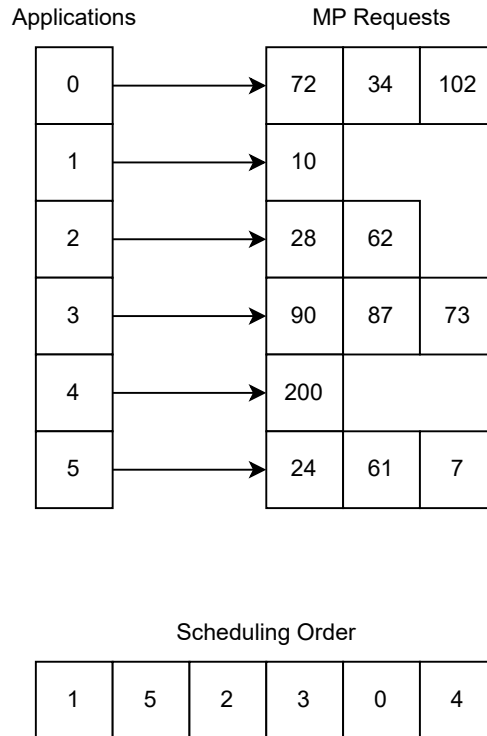 Applications MP Requests
0 72 34 102
1 10
2 28 62
3 90 87 73
4 200
5 24 61 7
Scheduling Order
1 5 2 3 0 4